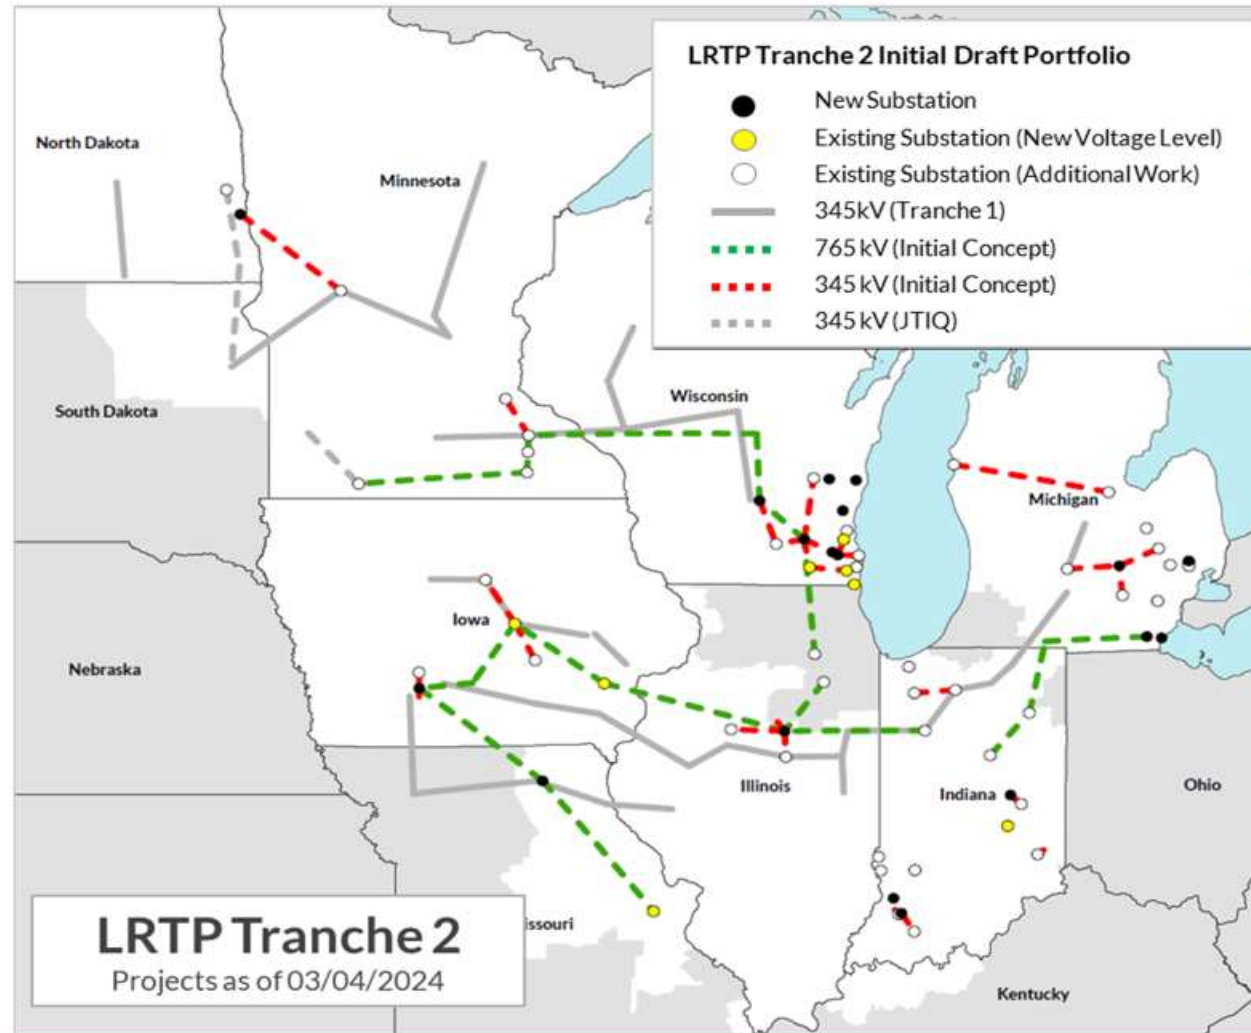 LRTP Tranche 2 Initial Draft Portfolio
New Substation
Existing Substation (New Voltage Level)
Existing Substation (Additional Work)
345kV (Tranche 1)
765 kV (Initial Concept)
345 kV (Initial Concept)
345 kV (JTIQ)
North Dakota
Minnesota
South Dakota
Wisconsin
Michigan
Iowa
Nebraska
Illinois
Indiana
Ohio
issouri
Kentucky
LRTP Tranche 2
Projects as of 03/04/2024